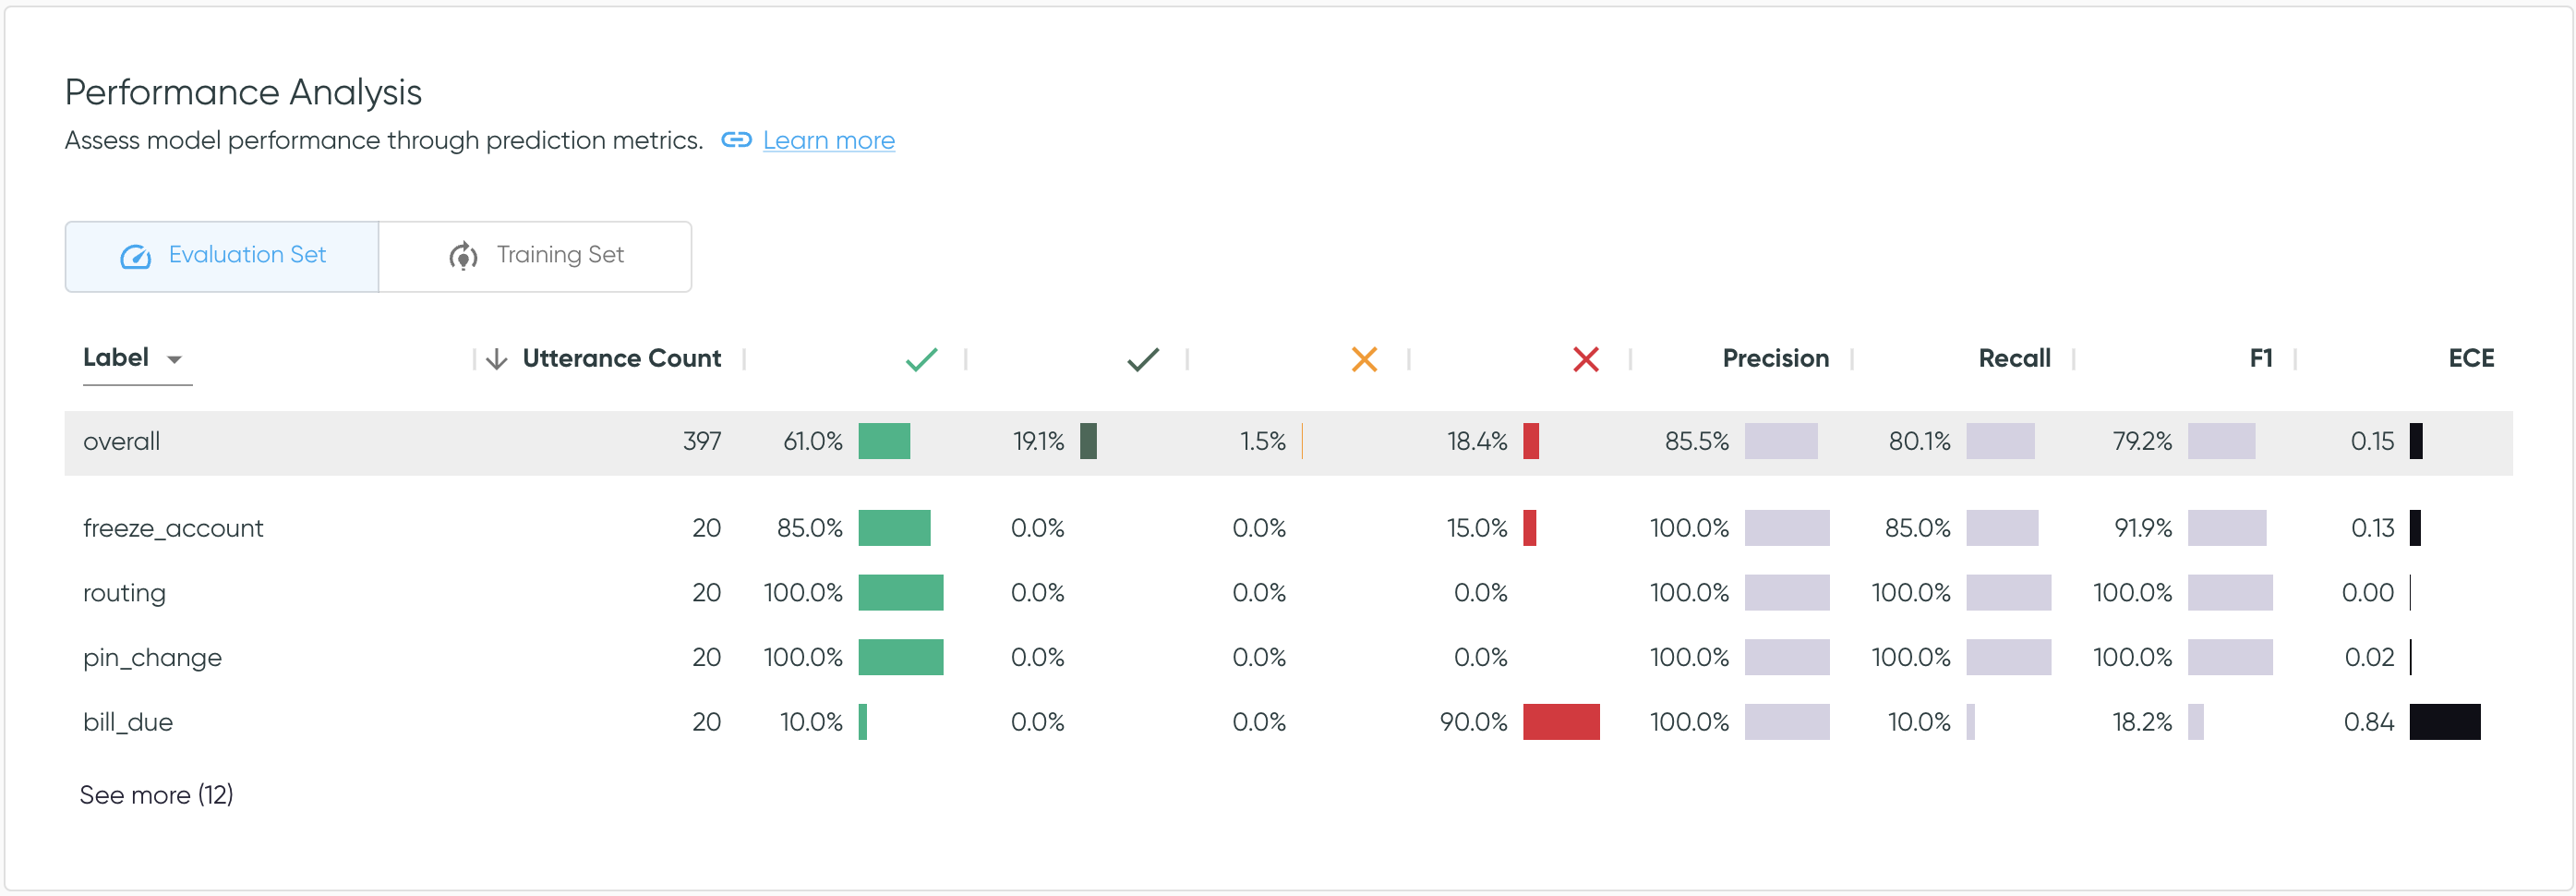 Performance Analysis
Assess model performance through prediction metrics. Learn more
Evaluation Set Training Set
Label Utterance Count Precision Recall F1 ECE
overall 397 61.0% 19.1% 1.5% 18.4% 85.5% 80.1% 79.2% 0.15
freeze_account 20 85.0% 0.0% 0.0% 15.0% 100.0% 85.0% 91.9% 0.13
routing 20 100.0% 0.0% 0.0% 0.0% 100.0% 100.0% 100.0% 0.00
pin_change 20 100.0% 0.0% 0.0% 0.0% 100.0% 100.0% 100.0% 0.02
bill_due 20 10.0% 0.0% 0.0% 90.0% 100.0% 10.0% 18.2% 0.84
See more (12)